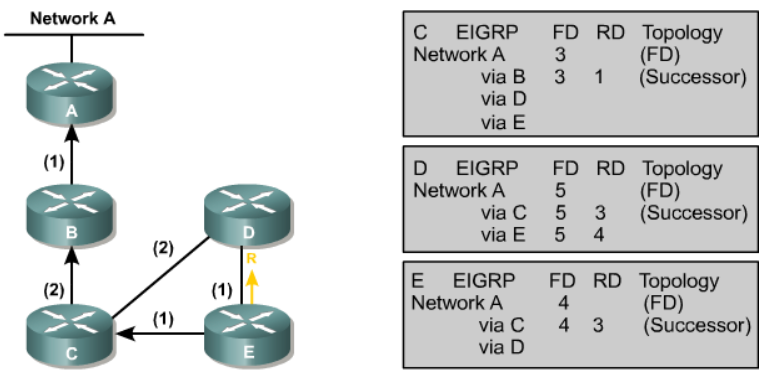 Network A
A
(1)
B
D
(2)
R
(2)
(1)
(1)
C
E
C EIGRP FD RD Topology
Network A 3 (FD)
via B 3 1 (Successor)
via D
via E
D EIGRP FD RD Topology
Network A 5 (FD)
via C 5 3 (Successor)
via E 5 4
E EIGRP FD RD Topology
Network A 4 (FD)
via C 4 3 (Successor)
via D